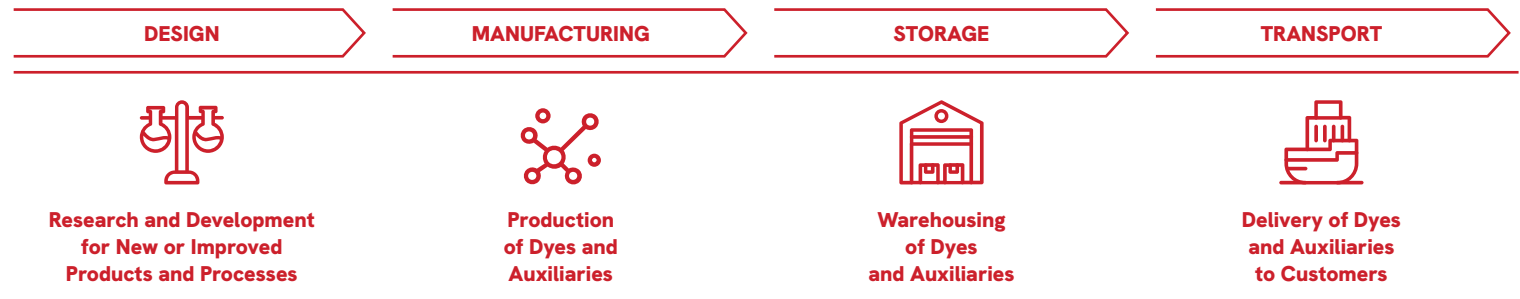 DESIGN
MANUFACTURING
STORAGE
TRANSPORT
Research and Development
for New or Improved
Products and Processes
Production
of Dyes and
Auxiliaries
Warehousing
of Dyes
and Auxiliaries
Delivery of Dyes
and Auxiliaries
to Customers